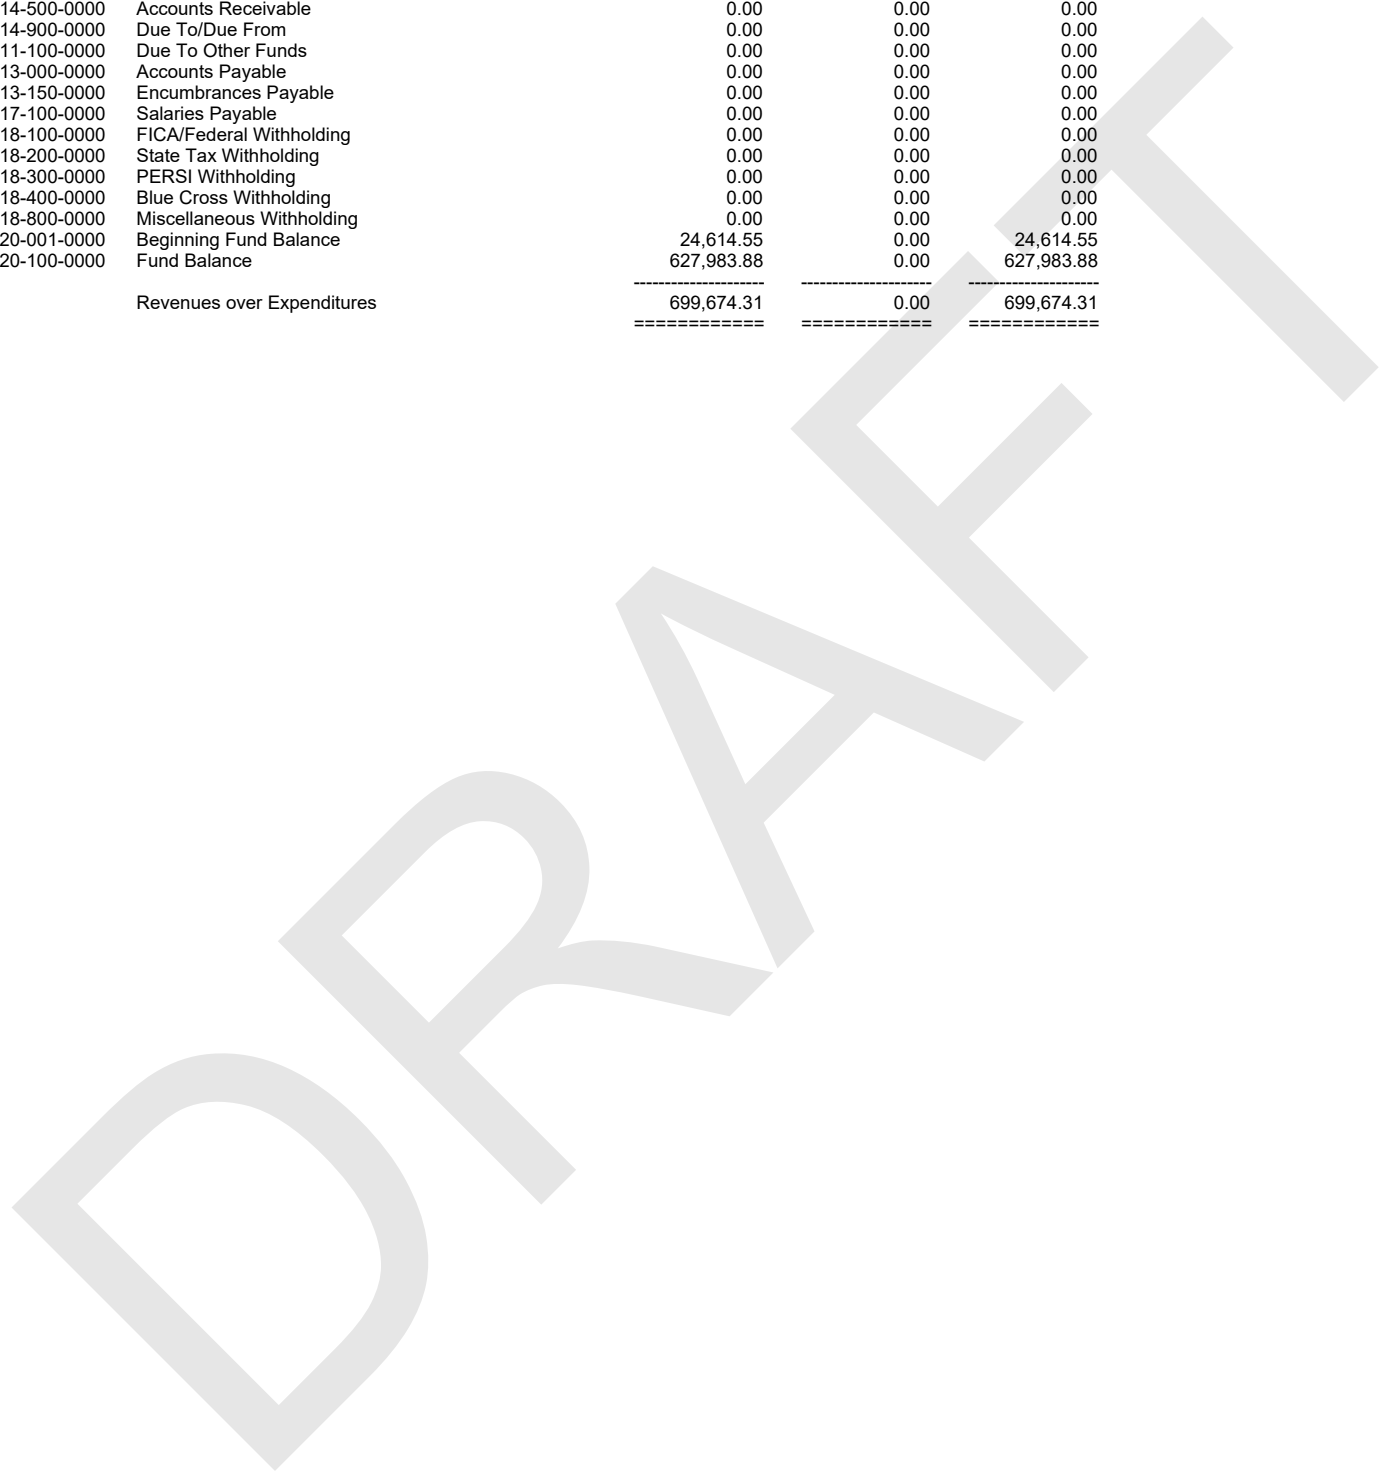 14-500-0000 Accounts Receivable 0.00 0.00 0.00
14-900-0000 Due To/Due From 0.00 0.00 0.00
11-100-0000 Due To Other Funds 0.00 0.00 0.00
13-000-0000 Accounts Payable 0.00 0.00 0.00
13-150-0000 Encumbrances Payable 0.00 0.00 0.00
17-100-0000 Salaries Payable 0.00 0.00 0.00
18-100-0000 FICA/Federal Withholding 0.00 0.00 0.00
18-200-0000 State Tax Withholding 0.00 0.00 0.00
18-300-0000 PERSI Withholding 0.00 0.00 0.00
18-400-0000 Blue Cross Withholding 0.00 0.00 0.00
18-800-0000 Miscellaneous Withholding 0.00 0.00 0.00
20-001-0000 Beginning Fund Balance 24,614.55 0.00 24,614.55
20-100-0000 Fund Balance 627,983.88 0.00 627,983.88
--------------------- --------------------- ---------------------
Revenues over Expenditures 699,674.31 0.00 699,674.31
============ ============ ============
DRAFT